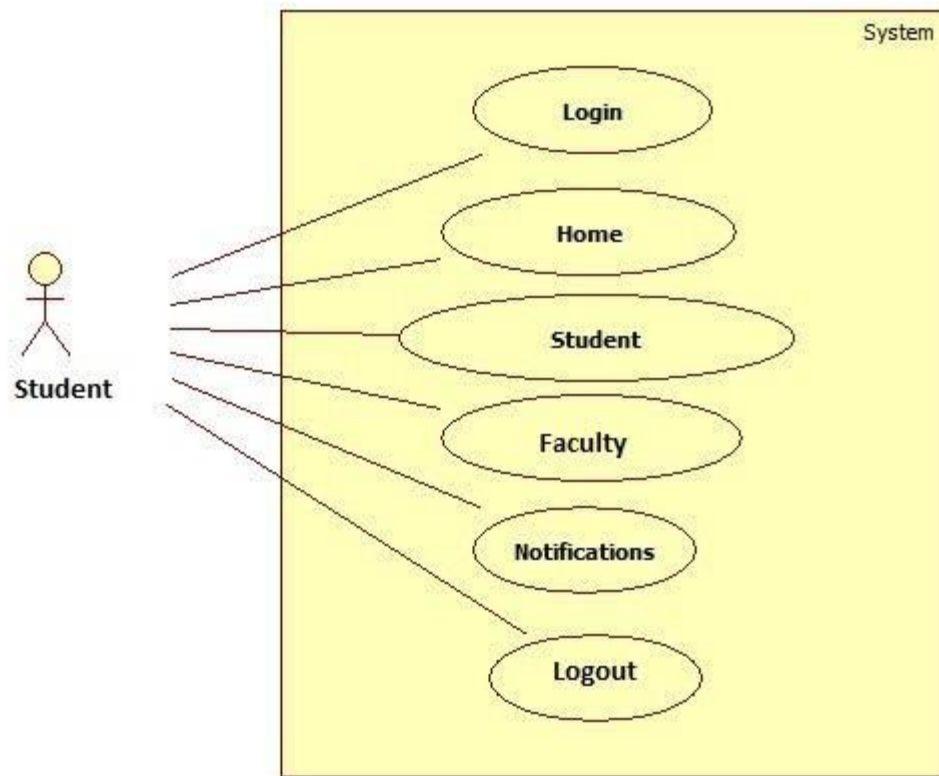 System
Login
Home
Student
Student
Faculty
Notifications
Logout